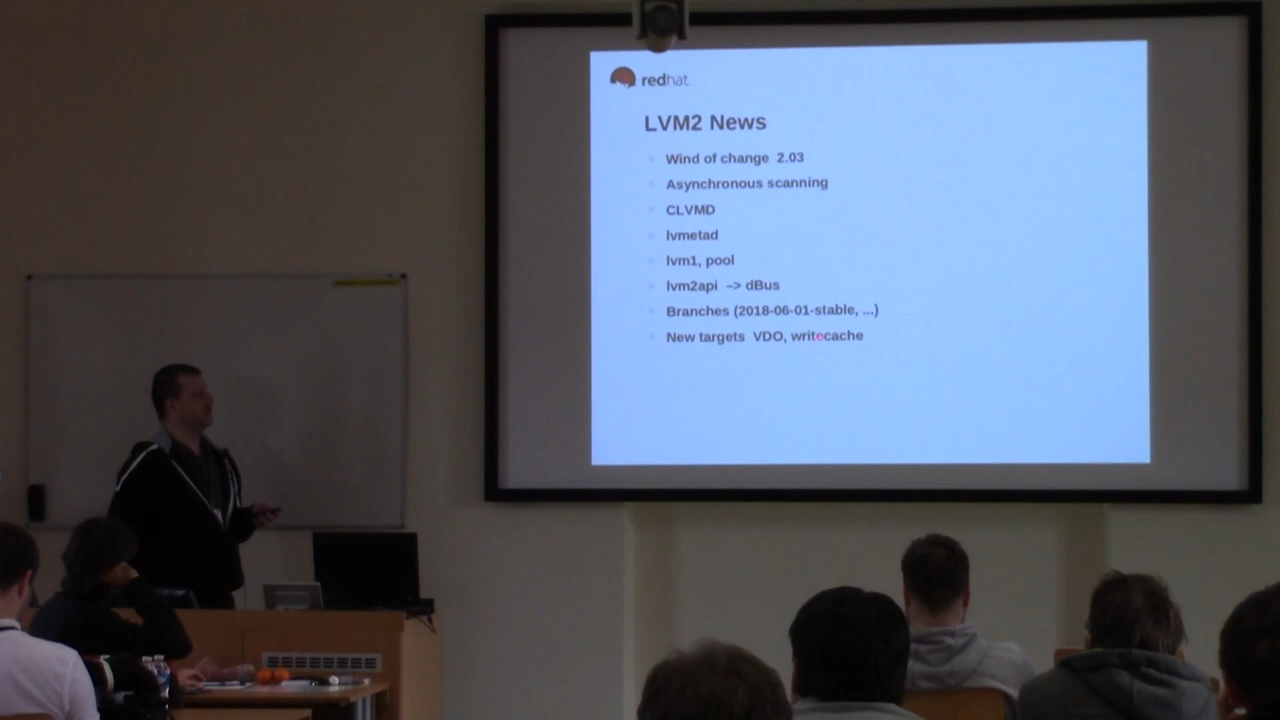 redhat.
LVM2 News
Wind of change 2.03
Asynchronous scanning
CLVMD
lvmetad
lvm1, pool
lvm2api –> dBus
Branches (2018-06-01-stable, ...)
New targets VDO, writecache